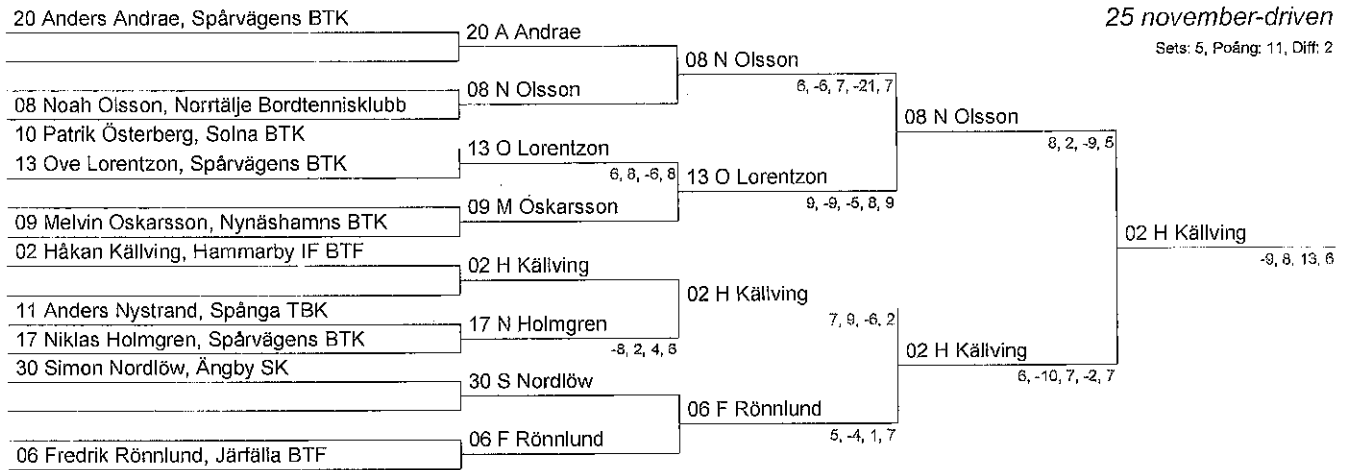 25 november-driven
Sets: 5, Poäng: 11, Diff: 2
20 Anders Andrae, Spårvägens BTK
08 Noah Olsson, Norrtälje Bordtennisklubb
10 Patrik Österberg, Solna BTK
13 Ove Lorentzon, Spårvägens BTK
09 Melvin Oskarsson, Nynäshamns BTK
02 Håkan Källving, Hammarby IF BTF
11 Anders Nystrand, Spånga TBK
17 Niklas Holmgren, Spårvägens BTK
30 Simon Nordlöw, Ängby SK
06 Fredrik Rönnlund, Järfälla BTF
20 A Andrae
08 N Olsson
13 O Lorentzon
6, 8, -6, 8
09 M Oskarsson
02 H Källving
17 N Holmgren
-8, 2, 4, 8
30 S Nordlöw
06 F Rönnlund
08 N Olsson
6, -6, 7, -21, 7
13 O Lorentzon
9, -9, -5, 8, 9
02 H Källving
7, 9, -6, 2
06 F Rönnlund
5, -4, 1, 7
08 N Olsson
8, 2, -9, 5
02 H Källving
6, -10, 7, -2, 7
02 H Källving
-9, 8, 13, 6